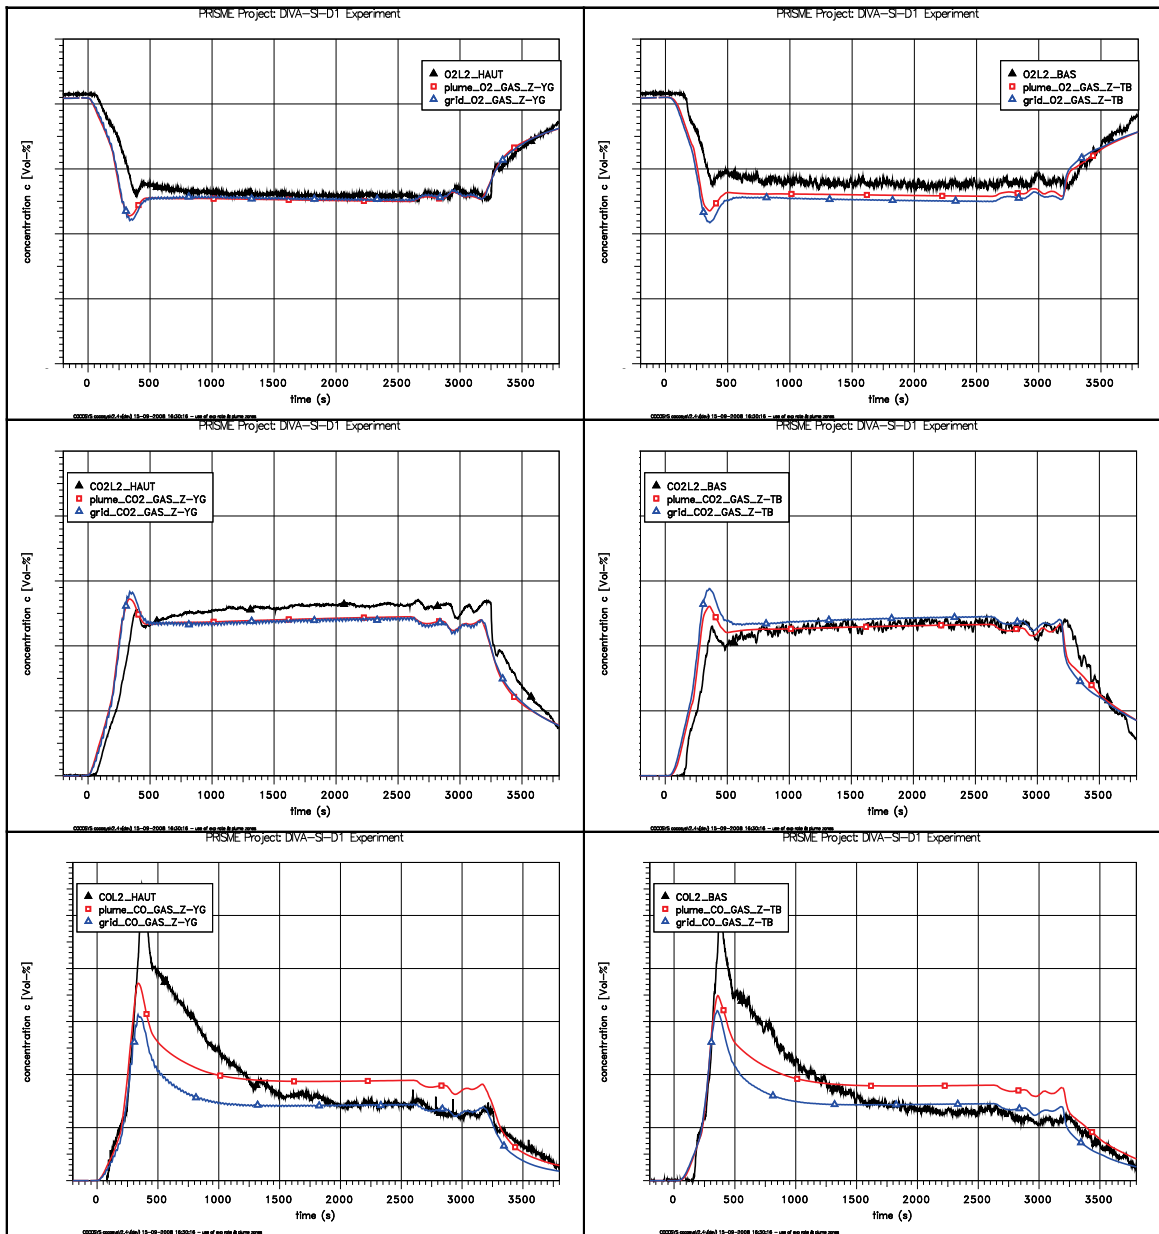 PRISME Project: DIVA-SI-D1 Experiment
O2L2_HAUT
plume_O2_GAS_Z-YG
grid_O2_GAS_Z-YG
concentration c [Vol-%]
0 500 1000 1500 2000 2500 3000 3500
time (s)
PRISME Project: DIVA-SI-D1 Experiment
O2L2_BAS
plume_O2_GAS_Z-TB
grid_O2_GAS_Z-TB
concentration c [Vol-%]
0 500 1000 1500 2000 2500 3000 3500
time (s)
PRISME Project: DIVA-SI-D1 Experiment
CO2L2_HAUT
plume_CO2_GAS_Z-YG
grid_CO2_GAS_Z-YG
concentration c [Vol-%]
0 500 1000 1500 2000 2500 3000 3500
time (s)
PRISME Project: DIVA-SI-D1 Experiment
CO2L2_BAS
plume_CO2_GAS_Z-TB
grid_CO2_GAS_Z-TB
concentration c [Vol-%]
0 500 1000 1500 2000 2500 3000 3500
time (s)
PRISME Project: DIVA-SI-D1 Experiment
COL2_HAUT
plume_CO_GAS_Z-YG
grid_CO_GAS_Z-YG
concentration c [Vol-%]
0 500 1000 1500 2000 2500 3000 3500
time (s)
PRISME Project: DIVA-SI-D1 Experiment
COL2_BAS
plume_CO_GAS_Z-TB
grid_CO_GAS_Z-TB
concentration c [Vol-%]
0 500 1000 1500 2000 2500 3000 3500
time (s)